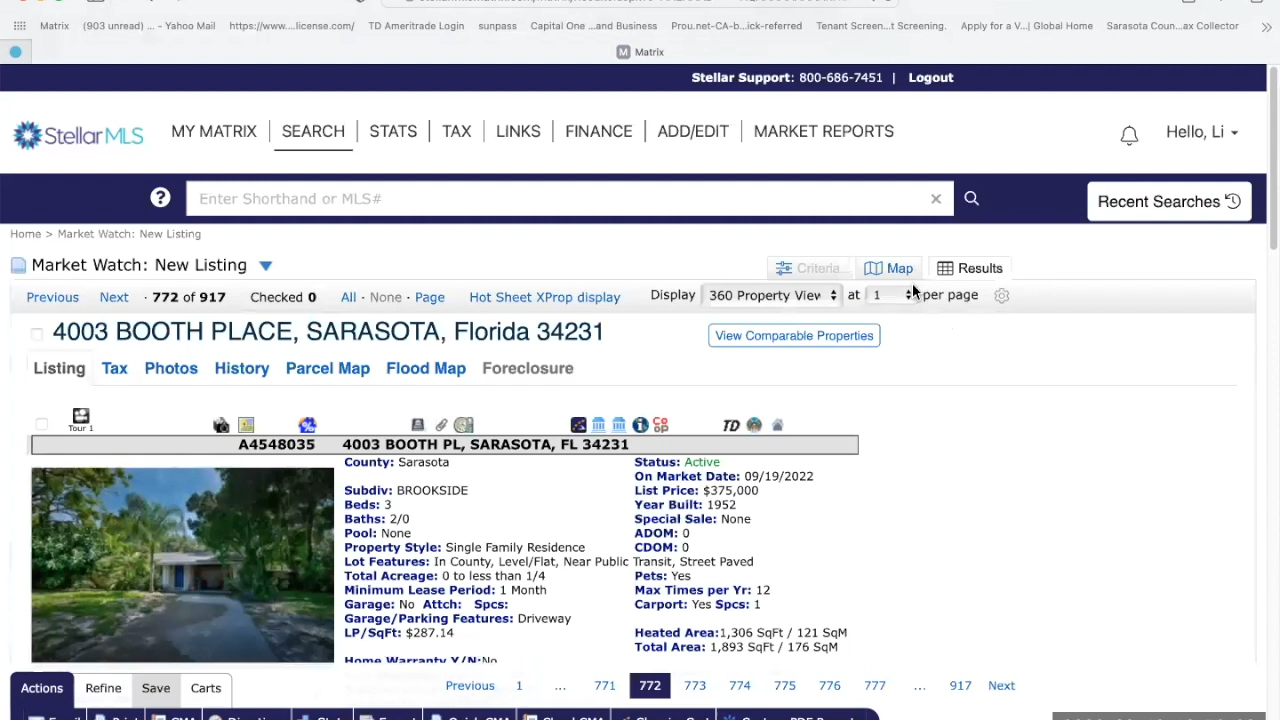 Matrix (903 unread) ... - Yahoo Mail https://www....license.com/ TD Ameritrade Login sunpass Capital One ...and Business Prou.net-CA-b...ick-referred Tenant Screen...t Screening. Apply for a V...| Global Home Sarasota Coun...ax Collector
M Matrix
Stellar Support: 800-686-7451 | Logout
StellarMLS MY MATRIX SEARCH STATS TAX LINKS FINANCE ADD/EDIT MARKET REPORTS Hello, Li
? Enter Shorthand or MLS# Recent Searches
Home > Market Watch: New Listing
Market Watch: New Listing Criteria... Map Results
Previous Next · 772 of 917 Checked 0 All · None · Page Hot Sheet XProp display Display 360 Property View at 1 per page
4003 BOOTH PLACE, SARASOTA, Florida 34231 View Comparable Properties
Listing Tax Photos History Parcel Map Flood Map Foreclosure
Tour 1 TD
A4548035 4003 BOOTH PL, SARASOTA, FL 34231
County: Sarasota
Subdiv: BROOKSIDE
Beds: 3
Baths: 2/0
Pool: None
Property Style: Single Family Residence
Lot Features: In County, Level/Flat, Near Public Transit, Street Paved
Total Acreage: 0 to less than 1/4
Minimum Lease Period: 1 Month
Garage: No Attch: Spcs:
Garage/Parking Features: Driveway
LP/SqFt: $287.14
Home Warranty Y/N:No
Status: Active
On Market Date: 09/19/2022
List Price: $375,000
Year Built: 1952
Special Sale: None
ADOM: 0
CDOM: 0
Pets: Yes
Max Times per Yr: 12
Carport: Yes Spcs: 1
Heated Area:1,306 SqFt / 121 SqM
Total Area: 1,893 SqFt / 176 SqM
Actions Refine Save Carts Previous 1 ... 771 772 773 774 775 776 777 ... 917 Next